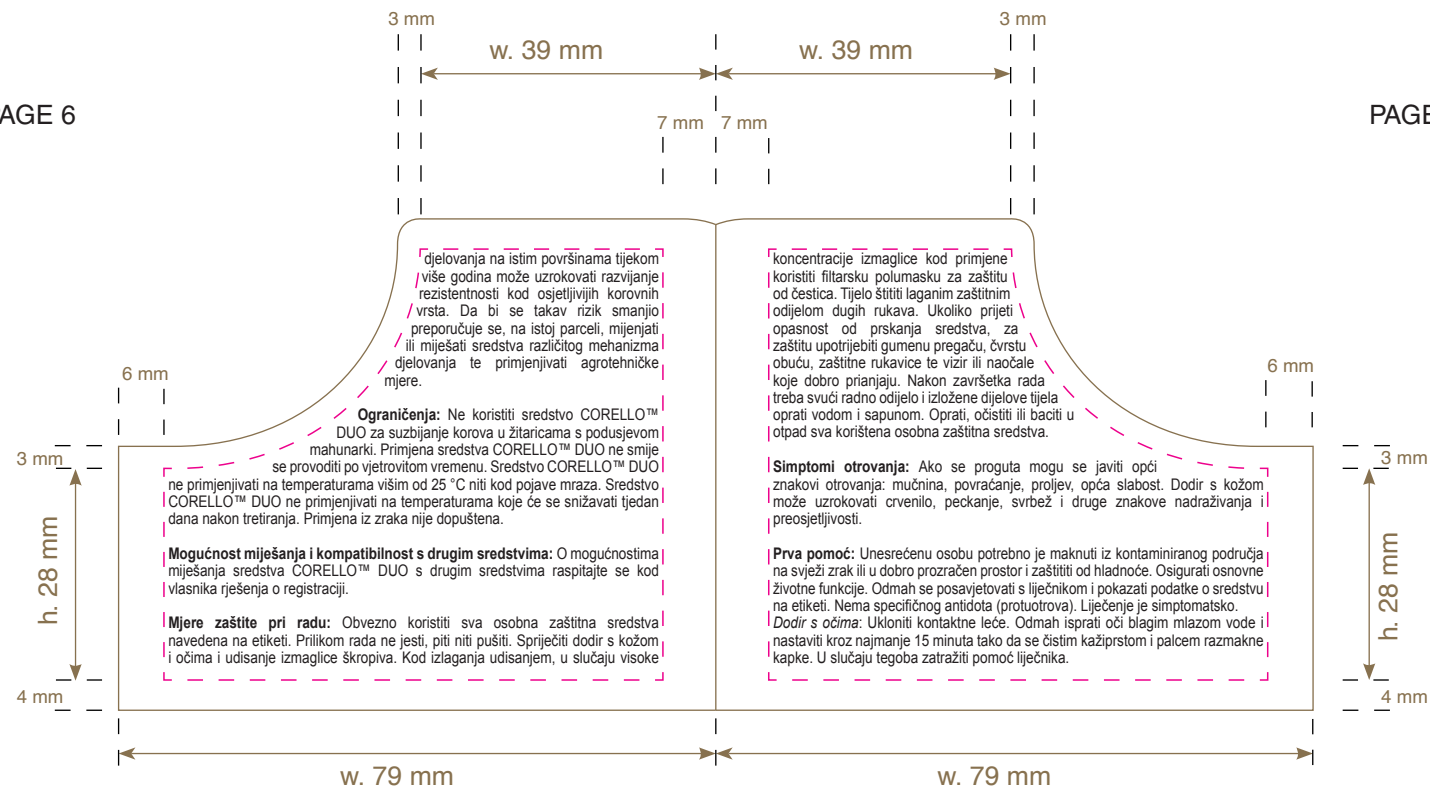 3 mm
3 mm
w. 39 mm
w. 39 mm
AGE 6
PAGE
7 mm
7 mm
djelovanja na istim površinama tijekom
više godina može uzrokovati razvijanje
rezistentnosti kod osjetljivijih korovnih
vrsta. Da bi se takav rizik smanjio
preporučuje se, na istoj parceli, mijenjati
ili miješati sredstva različitog mehanizma
djelovanja te primjenjivati agrotehničke
mjere.
Ograničenja: Ne koristiti sredstvo CORELLO™
DUO za suzbijanje korova u žitaricama s podusjevom
mahunarki. Primjena sredstva CORELLO™ DUO ne smije
se provoditi po vjetrovitom vremenu. Sredstvo CORELLO™ DUO
ne primjenjivati na temperaturama višim od 25 °C niti kod pojave mraza. Sredstvo
CORELLO™ DUO ne primjenjivati na temperaturama koje će se snižavati tjedan
dana nakon tretiranja. Primjena iz zraka nije dopuštena.
Mogućnost miješanja i kompatibilnost s drugim sredstvima: O mogućnostima
miješanja sredstva CORELLO™ DUO s drugim sredstvima raspitajte se kod
vlasnika rješenja o registraciji.
Mjere zaštite pri radu: Obvezno koristiti sva osobna zaštitna sredstva
navedena na etiketi. Prilikom rada ne jesti, piti niti pušiti. Spriječiti dodir s kožom
i očima i udisanje izmaglice škropiva. Kod izlaganja udisanjem, u slučaju visoke
koncentracije izmaglice kod primjene
koristiti filtarsku polumasku za zaštitu
od čestica. Tijelo štititi laganim zaštitnim
odijelom dugih rukava. Ukoliko prijeti
opasnost od prskanja sredstva, za
zaštitu upotrijebiti gumenu pregaču, čvrstu
obuću, zaštitne rukavice te vizir ili naočale
koje dobro prianjaju. Nakon završetka rada
treba svući radno odijelo i izložene dijelove tijela
oprati vodom i sapunom. Oprati, očistiti ili baciti u
otpad sva korištena osobna zaštitna sredstva.
Simptomi otrovanja: Ako se proguta mogu se javiti opći
znakovi otrovanja: mučnina, povraćanje, proljev, opća slabost. Dodir s kožom
može uzrokovati crvenilo, peckanje, svrbež i druge znakove nadraživanja i
preosjetljivosti.
Prva pomoć: Unesrećenu osobu potrebno je maknuti iz kontaminiranog područja
na svježi zrak ili u dobro prozračen prostor i zaštititi od hladnoće. Osigurati osnovne
životne funkcije. Odmah se posavjetovati s liječnikom i pokazati podatke o sredstvu
na etiketi. Nema specifičnog antidota (protuotrova). Liječenje je simptomatsko.
Dodir s očima: Ukloniti kontaktne leće. Odmah isprati oči blagim mlazom vode i
nastaviti kroz najmanje 15 minuta tako da se čistim kažiprstom i palcem razmakne
kapke. U slučaju tegoba zatražiti pomoć liječnika.
6 mm
6 mm
3 mm
3 mm
h. 28 mm
h. 28 mm
4 mm
4 mm
w. 79 mm
w. 79 mm